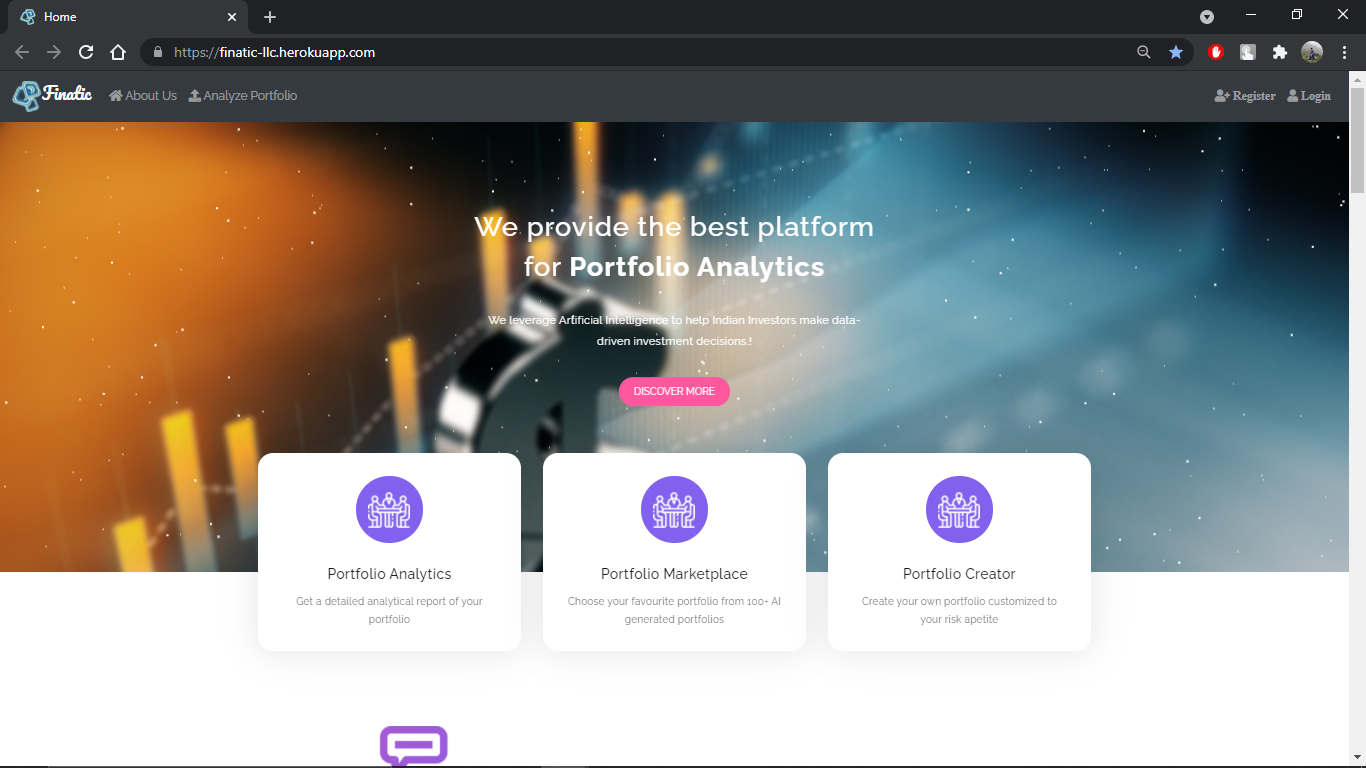 Home
https://finatic-llc.herokuapp.com
Finatic
About Us
Analyze Portfolio
Register
Login
We provide the best platform
for Portfolio Analytics
We leverage Artificial Intelligence to help Indian Investors make data-
driven investment decisions.!
DISCOVER MORE
Portfolio Analytics
Get a detailed analytical report of your
portfolio
Portfolio Marketplace
Choose your favourite portfolio from 100+ AI
generated portfolios
Portfolio Creator
Create your own portfolio customized to
your risk apetite